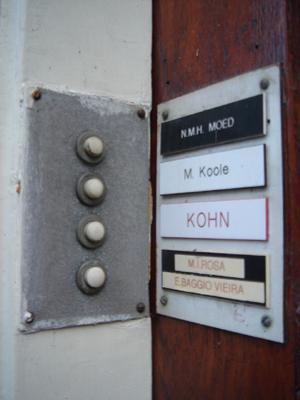 N.M.H. MOED
M. Koole
KOHN
M.I.ROSA
E.BAGGIO VIEIRA